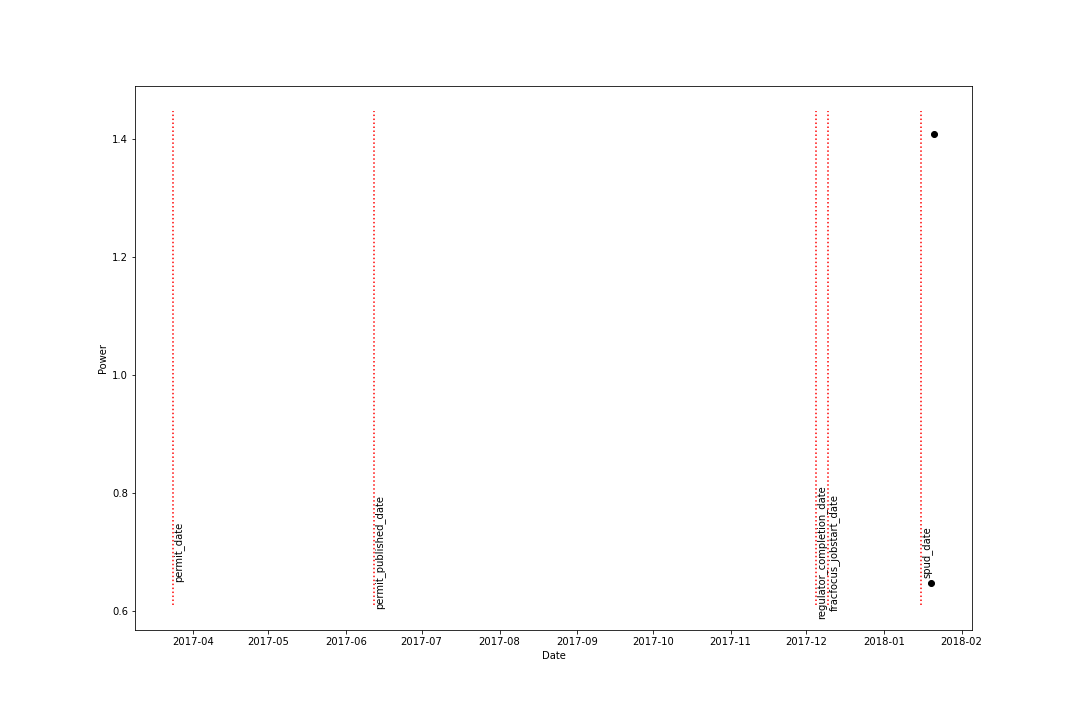 1.4
1.2
1.0
0.8
0.6
Power
permit_date
permit_published_date
regulator_completion_date
fracfocus_jobstart_date
spud_date
2017-04 2017-05 2017-06 2017-07 2017-08 2017-09 2017-10 2017-11 2017-12 2018-01 2018-02
Date